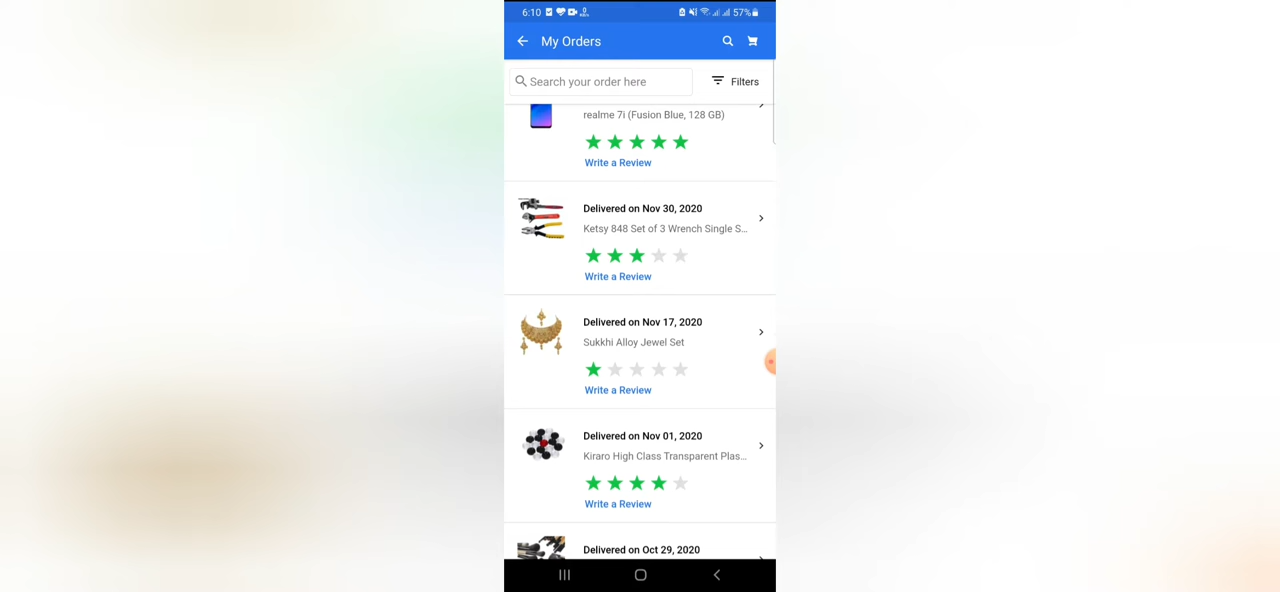 6:10 57%
My Orders
Search your order here Filters
realme 7i (Fusion Blue, 128 GB)
Write a Review
Delivered on Nov 30, 2020
Ketsy 848 Set of 3 Wrench Single S...
Write a Review
Delivered on Nov 17, 2020
Sukkhi Alloy Jewel Set
Write a Review
Delivered on Nov 01, 2020
Kiraro High Class Transparent Plas...
Write a Review
Delivered on Oct 29, 2020